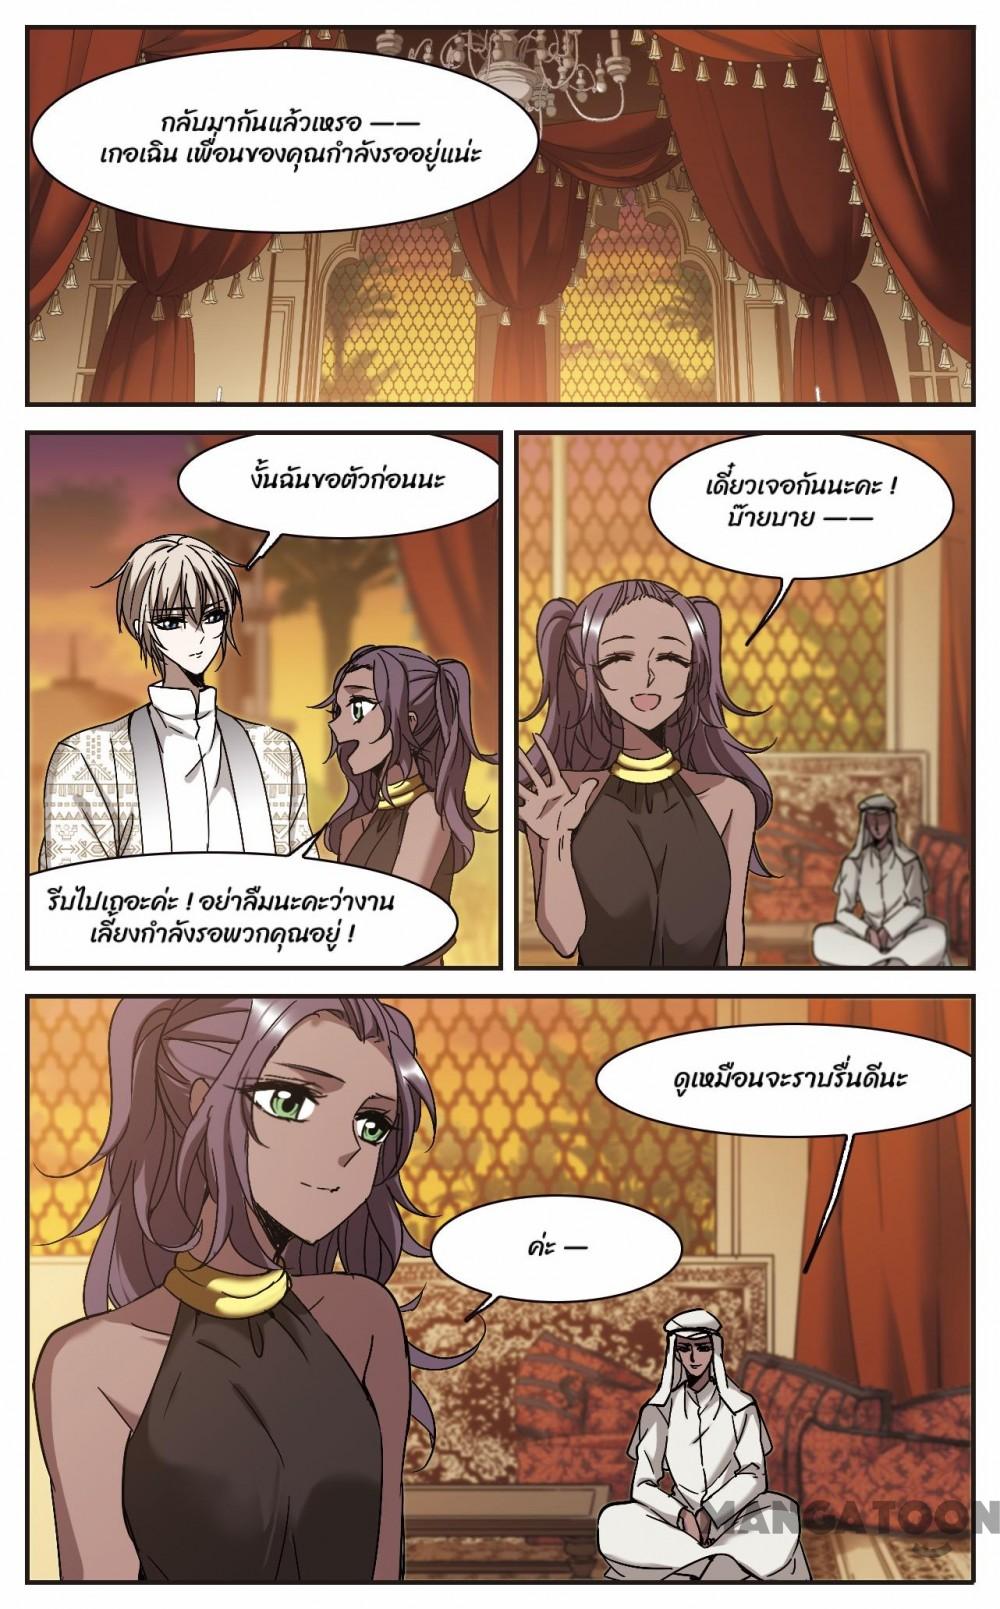 กลับมากันแล้วเหรอ ——
เกอเฉิน เพื่อนของคุณกำลังรออยู่แน่ะ
งั้นฉันขอตัวก่อนนะ
รีบไปเถอะค่ะ ! อย่าลืมนะคะว่างาน
เลี้ยงกำลังรอพวกคุณอยู่ !
เดี๋ยวเจอกันนะคะ !
บ๊ายบาย ——
ดูเหมือนจะราบรื่นดีนะ
ค่ะ —
MANGATOON